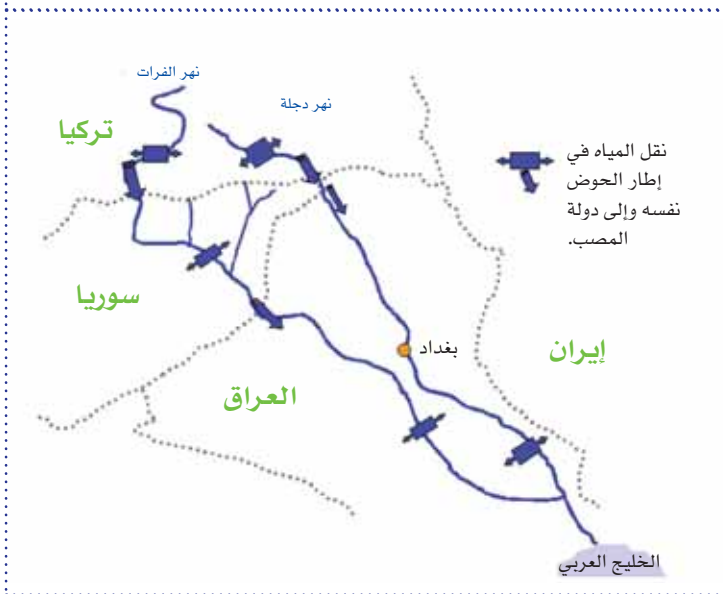 نهر الفرات
نهر دجلة
تركيا
نقل المياه في
إطار الحوض
نفسه وإلى دولة
المصب.
سوريا
بغداد
إيران
العراق
الخليج العربي